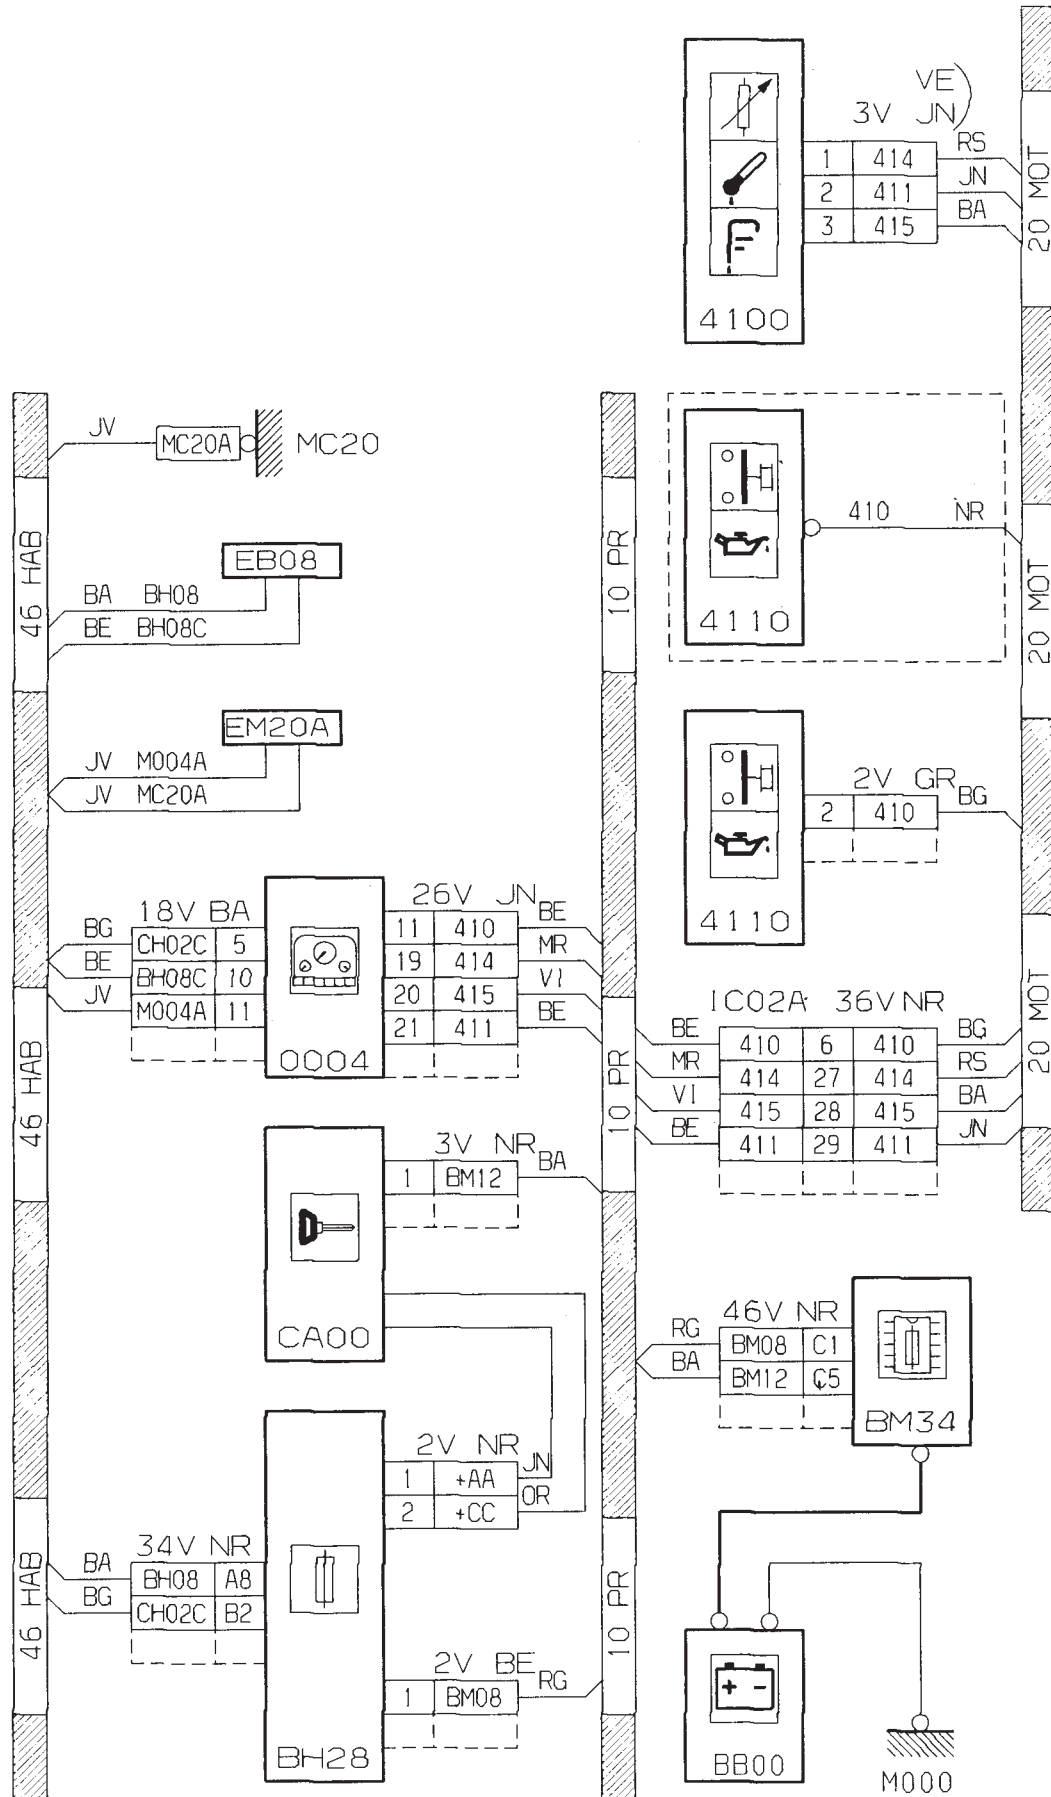 VE)
3V JN)
1 414 RS
2 411 JN
3 415 BA
4100
20 MOT
JV MC20A MC20
46 HAB
EB08
BA BH08
BE BH08C
10 PR
410 NR
4110
20 MOT
EM20A
JV M004A
JV MC20A
2V GR BG
2 410
4110
18V BA
BG CH02C 5
BE BH08C 10
JV M004A 11
0004
26V JN
11 410 BE
19 414 MR
20 415 VI
21 411 BE
46 HAB
10 PR
IC02A 36V NR
BE 410 6 410 BG
MR 414 27 414 RS
VI 415 28 415 BA
BE 411 29 411 JN
20 MOT
3V NR BA
1 BM12
CA00
46V NR
RG BM08 C1
BA BM12 C5
BM34
2V NR
1 +AA JN
2 +CC OR
34V NR
BA BH08 A8
BG CH02C B2
46 HAB
10 PR
2V BE RG
1 BM08
BH28
+ -
BB00
M000